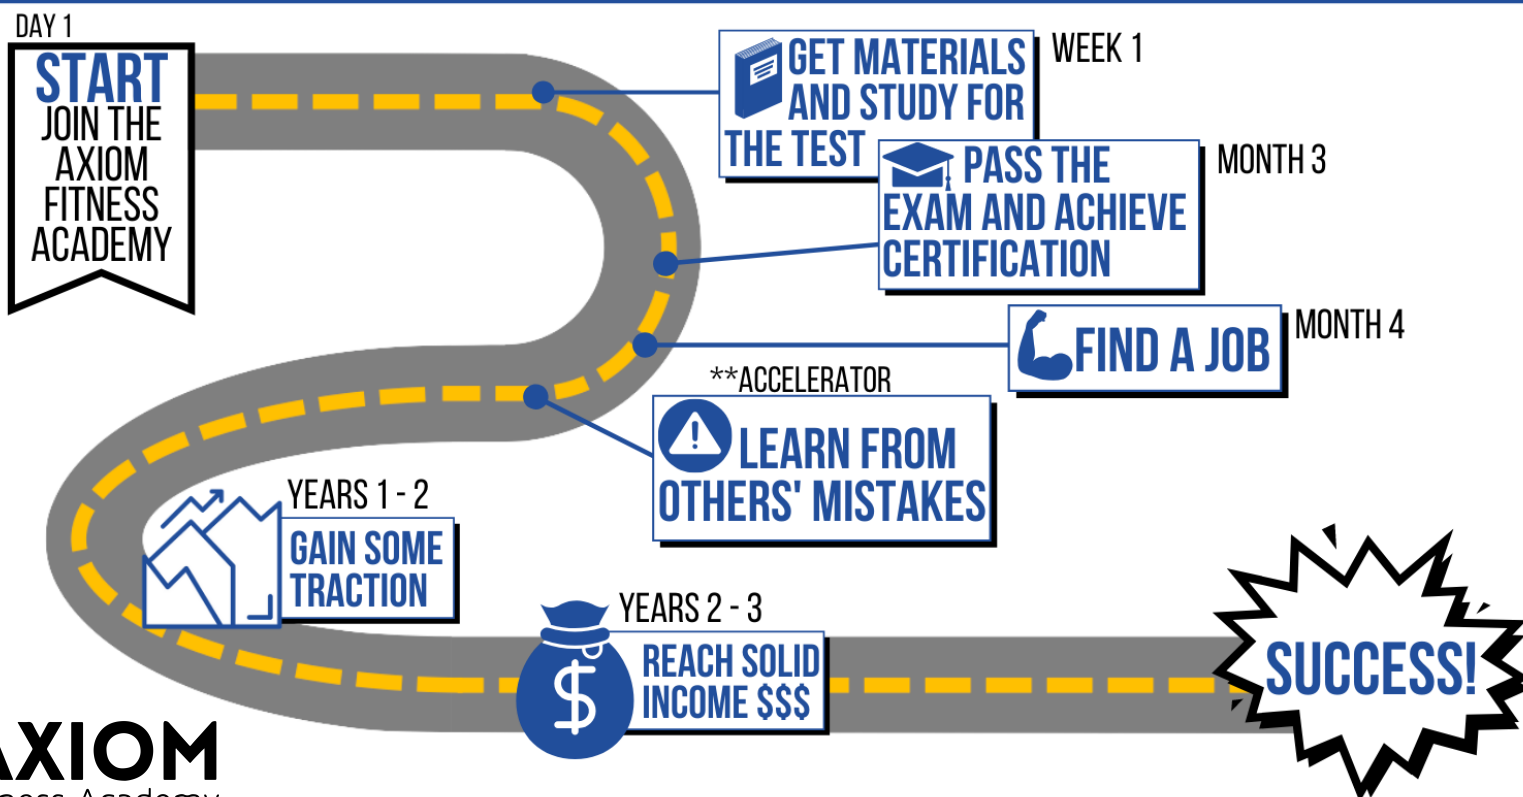 DAY 1
START
JOIN THE
AXIOM
FITNESS
ACADEMY
GET MATERIALS
AND STUDY FOR
THE TEST
WEEK 1
PASS THE
EXAM AND ACHIEVE
CERTIFICATION
MONTH 3
FIND A JOB
MONTH 4
**ACCELERATOR
LEARN FROM
OTHERS' MISTAKES
YEARS 1 - 2
GAIN SOME
TRACTION
YEARS 2 - 3
$
REACH SOLID
INCOME $$$
SUCCESS!
AXIOM
Academy